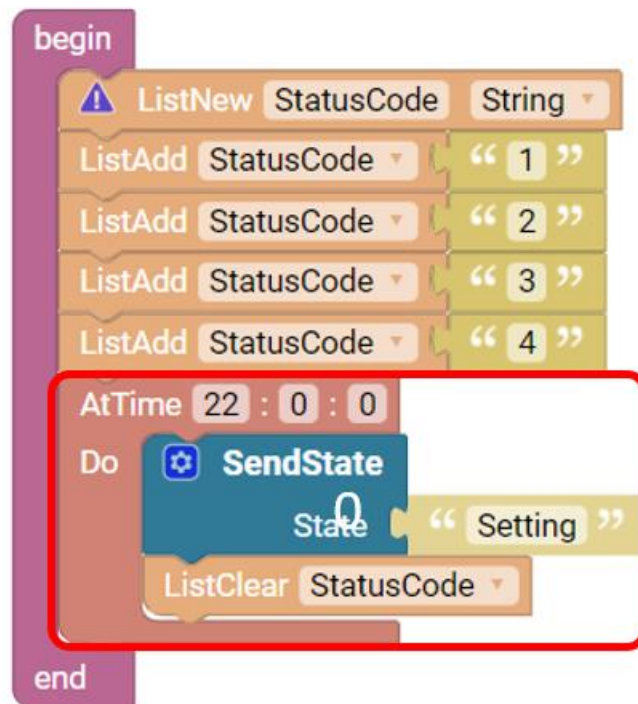 begin
ListNew StatusCode String
ListAdd StatusCode “ 1 ”
ListAdd StatusCode “ 2 ”
ListAdd StatusCode “ 3 ”
ListAdd StatusCode “ 4 ”
AtTime 22 : 0 : 0
Do SendState
State 0 “ Setting ”
ListClear StatusCode
end